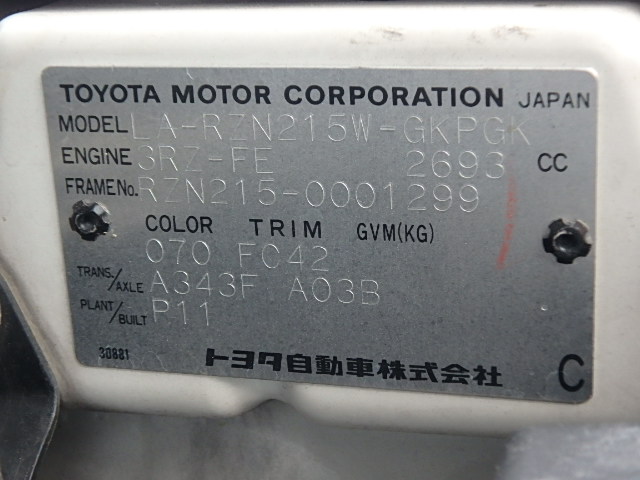 TOYOTA MOTOR CORPORATION JAPAN
MODEL LA-RZN215W-GKPGK
ENGINE 3RZ-FE 2693 CC
FRAME No. RZN215-0001299
COLOR TRIM GVM(KG)
070 FC42
TRANS./AXLE A343F A03B
PLANT/BUILT P11
30881
トヨタ自動車株式会社 C